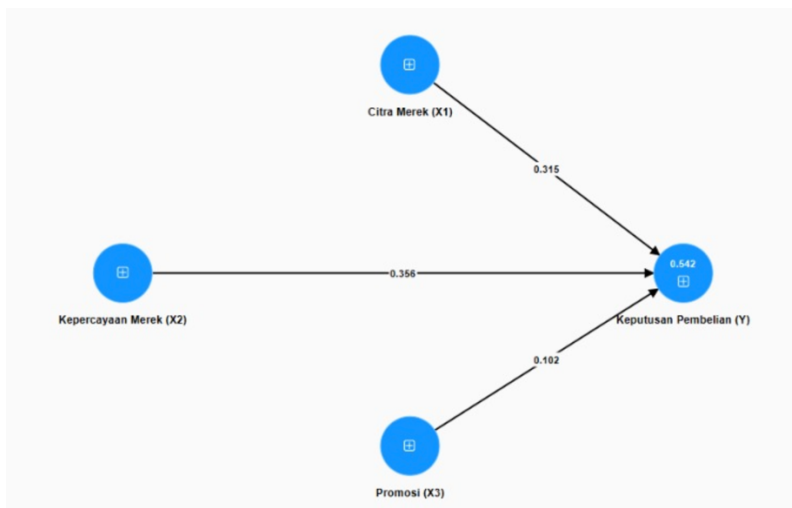 Citra Merek (X1)
0.315
0.542
0.356
Kepercayaan Merek (X2)
Keputusan Pembelian (Y)
0.102
Promosi (X3)